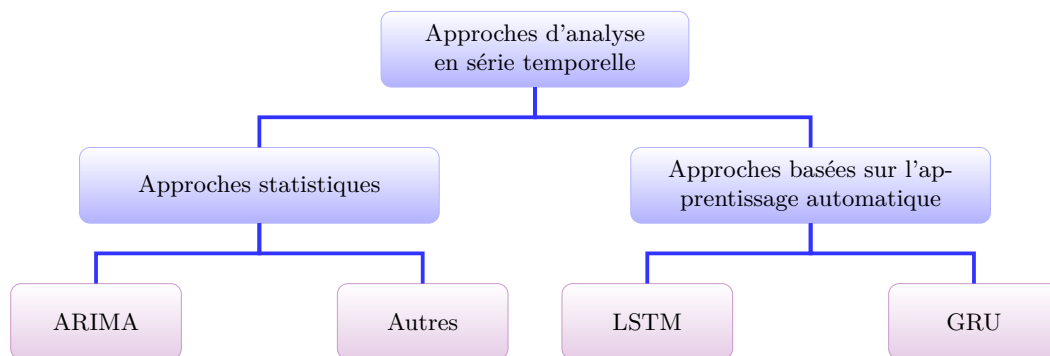 Approches d'analyse
en série temporelle
Approches statistiques
Approches basées sur l'ap-
prentissage automatique
ARIMA
Autres
LSTM
GRU